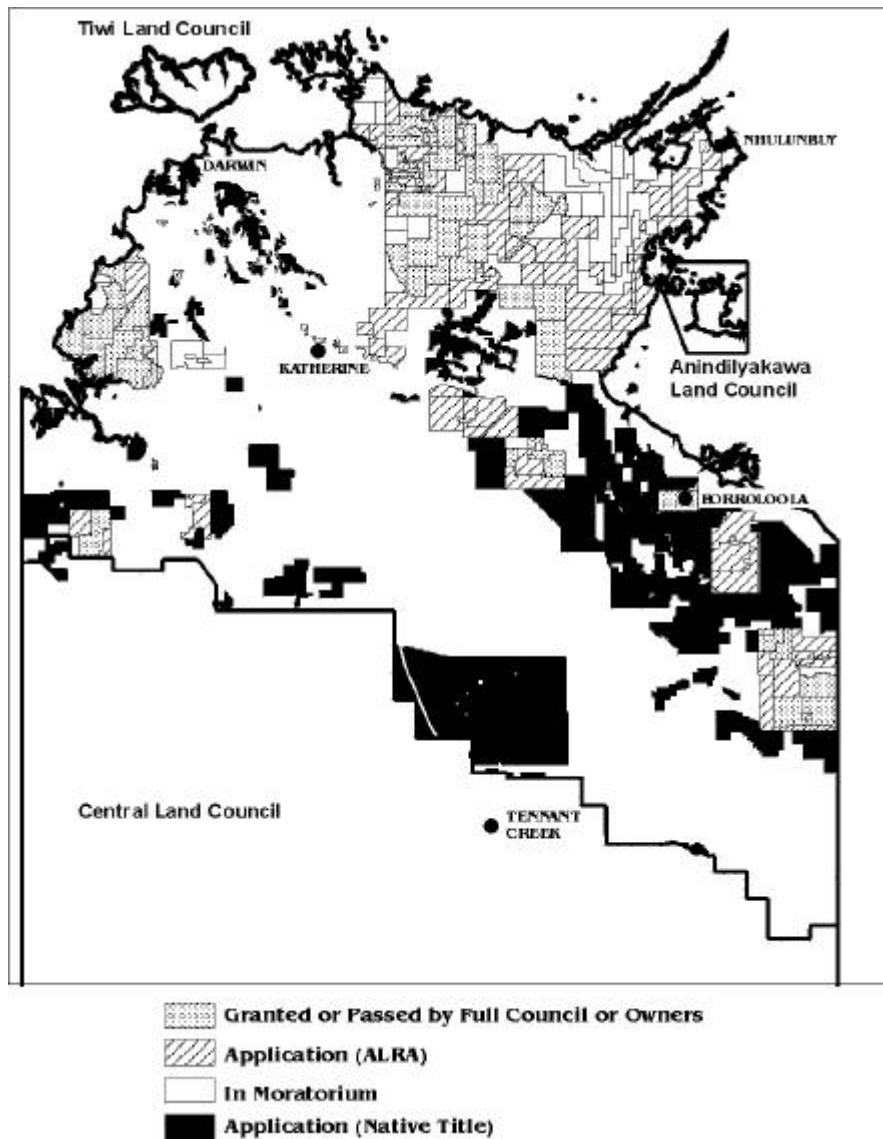 Tiwi Land Council
NHULUNBUY
DARWIN
KATHERINE
Anindilyakawa
Land Council
BORROLOOLA
Central Land Council
TENNANT
CREEK
Granted or Passed by Full Council or Owners
Application (ALRA)
In Moratorium
Application (Native Title)